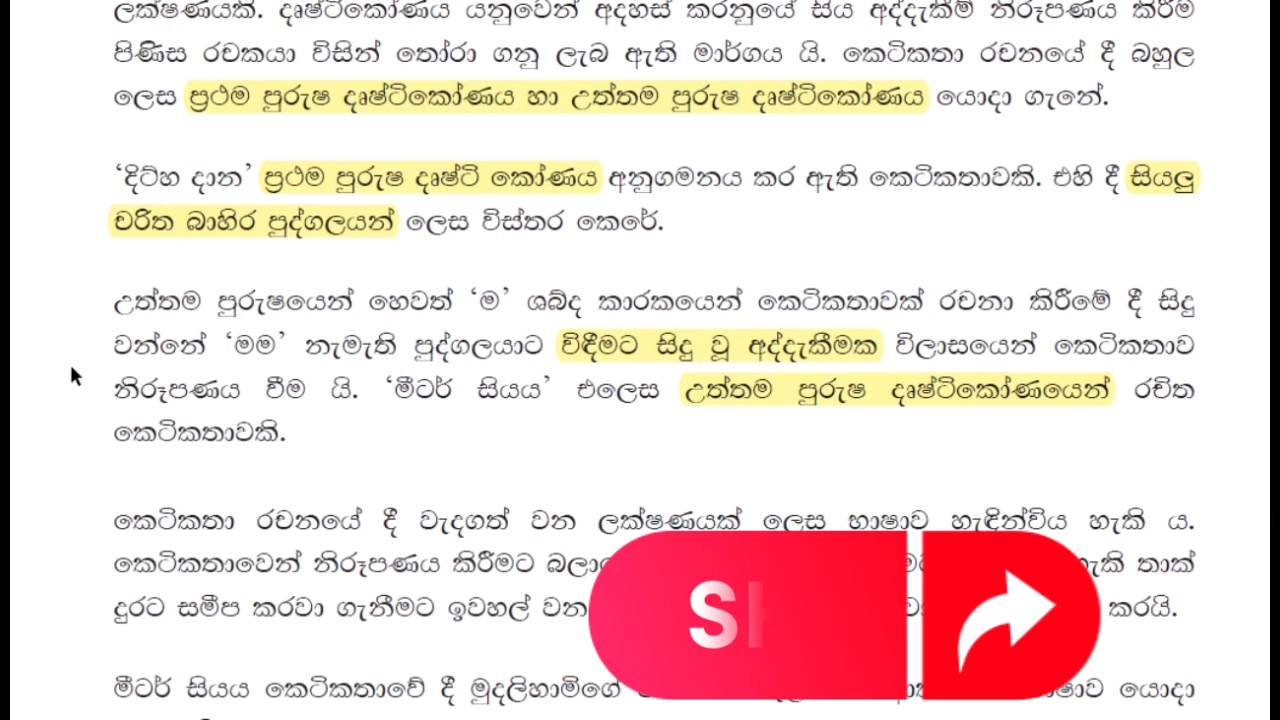 ලක්ෂණයකි. දෘෂ්ටිකෝණය යනුවෙන් අදහස් කරනුයේ සිය අද්දැකීම් නිරූපණය කිරීම
පිණිස රචකයා විසින් තෝරා ගනු ලැබ ඇති මාර්ගය යි. කෙටිකතා රචනයේ දී බහුල
ලෙස ප්‍රථම පුරුෂ දෘෂ්ටිකෝණය හා උත්තම පුරුෂ දෘෂ්ටිකෝණය යොදා ගැනේ.
‘දිට්හ දාන’ ප්‍රථම පුරුෂ දෘෂ්ටි කෝණය අනුගමනය කර ඇති කෙටිකතාවකි. එහි දී සියලු
චරිත බාහිර පුද්ගලයන් ලෙස විස්තර කෙරේ.
උත්තම පුරුෂයෙන් හෙවත් ‘ම’ ශබ්ද කාරකයෙන් කෙටිකතාවක් රචනා කිරීමේ දී සිදු
වන්නේ ‘මම’ නැමැති පුද්ගලයාට විඳීමට සිදු වූ අද්දැකීමක විලාසයෙන් කෙටිකතාව
නිරූපණය වීම යි. ‘මීටර් සියය’ එලෙස උත්තම පුරුෂ දෘෂ්ටිකෝණයෙන් රචිත
කෙටිකතාවකි.
කෙටිකතා රචනයේ දී වැදගත් වන ලක්ෂණයක් ලෙස භාෂාව හැඳින්විය හැකි ය.
කෙටිකතාවෙන් නිරූපණය කිරීමට තාක්
දුරට සමීප කරවා ගැනීමට ඉවහල් වන කරයි.
S
මීටර් සියය කෙටිකතාවේ දී මුදලිහාමිගේ යොදා